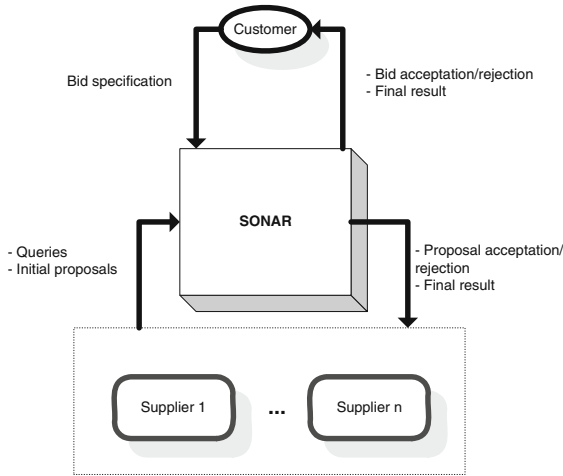 Customer
Bid specification
- Bid acceptation/rejection
- Final result
SONAR
- Queries
- Initial proposals
- Proposal acceptation/
rejection
- Final result
Supplier 1
...
Supplier n